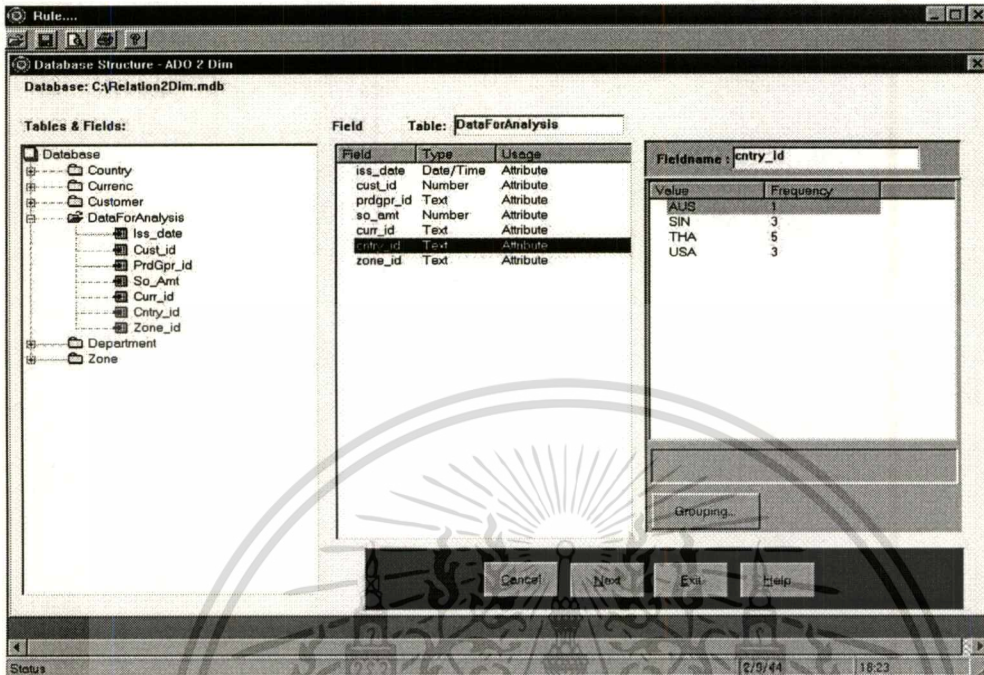 Rule....
Database Structure - ADO 2 Dim
Database: C:\Relation2Dim.mdb
Tables & Fields:
Database
Country
Currenc
Customer
DataForAnalysis
Iss_date
Cust_id
PrdGpr_id
So_Amt
Curr_id
Cntry_id
Zone_id
Department
Zone
Field Table: DataForAnalysis
Field Type Usage
iss_date Date/Time Attribute
cust_id Number Attribute
prdgpr_id Text Attribute
so_amt Number Attribute
curr_id Text Attribute
cntry_id Text Attribute
zone_id Text Attribute
Fieldname : cntry_id
Value Frequency
AUS 1
SIN 3
THA 5
USA 3
Grouping...
Cancel Next Exit Help
Status 2/9/44 18:23